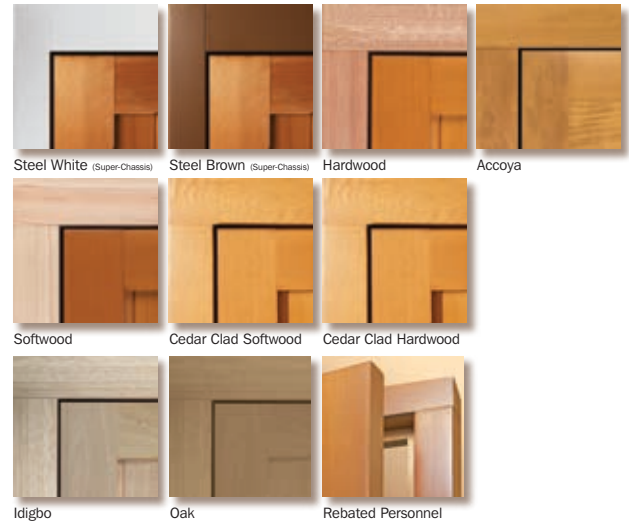 Steel White (Super-Chassis)
Steel Brown (Super-Chassis)
Hardwood
Accoya
Softwood
Cedar Clad Softwood
Cedar Clad Hardwood
Idigbo
Oak
Rebated Personnel